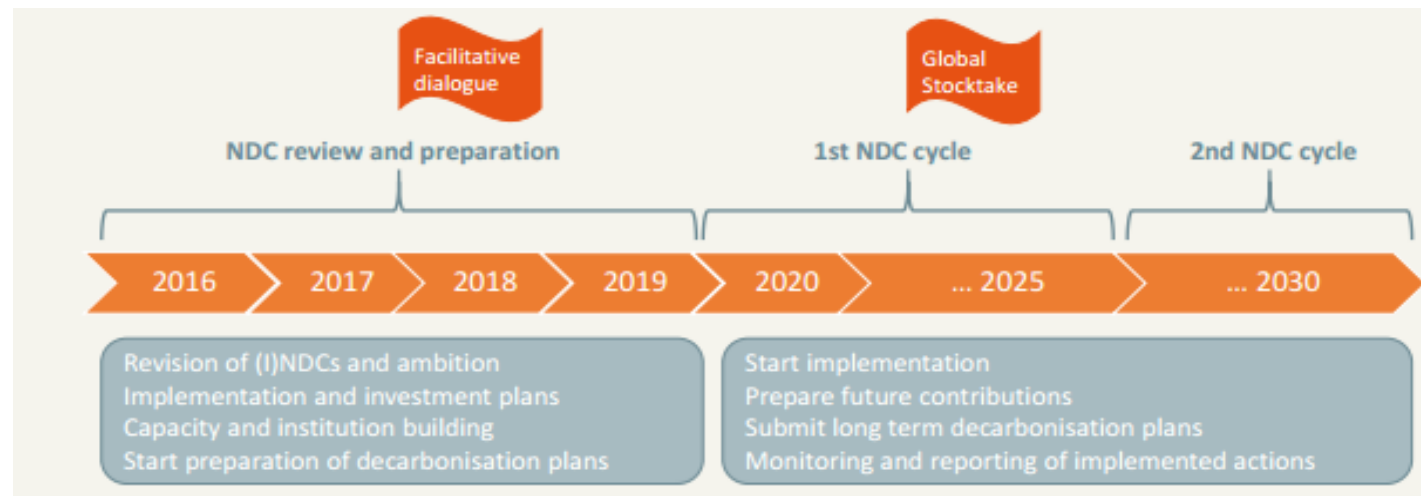 Facilitative
dialogue
Global
Stocktake
NDC review and preparation
1st NDC cycle
2nd NDC cycle
2016
2017
2018
2019
2020
... 2025
... 2030
Revision of (I)NDCs and ambition
Implementation and investment plans
Capacity and institution building
Start preparation of decarbonisation plans
Start implementation
Prepare future contributions
Submit long term decarbonisation plans
Monitoring and reporting of implemented actions